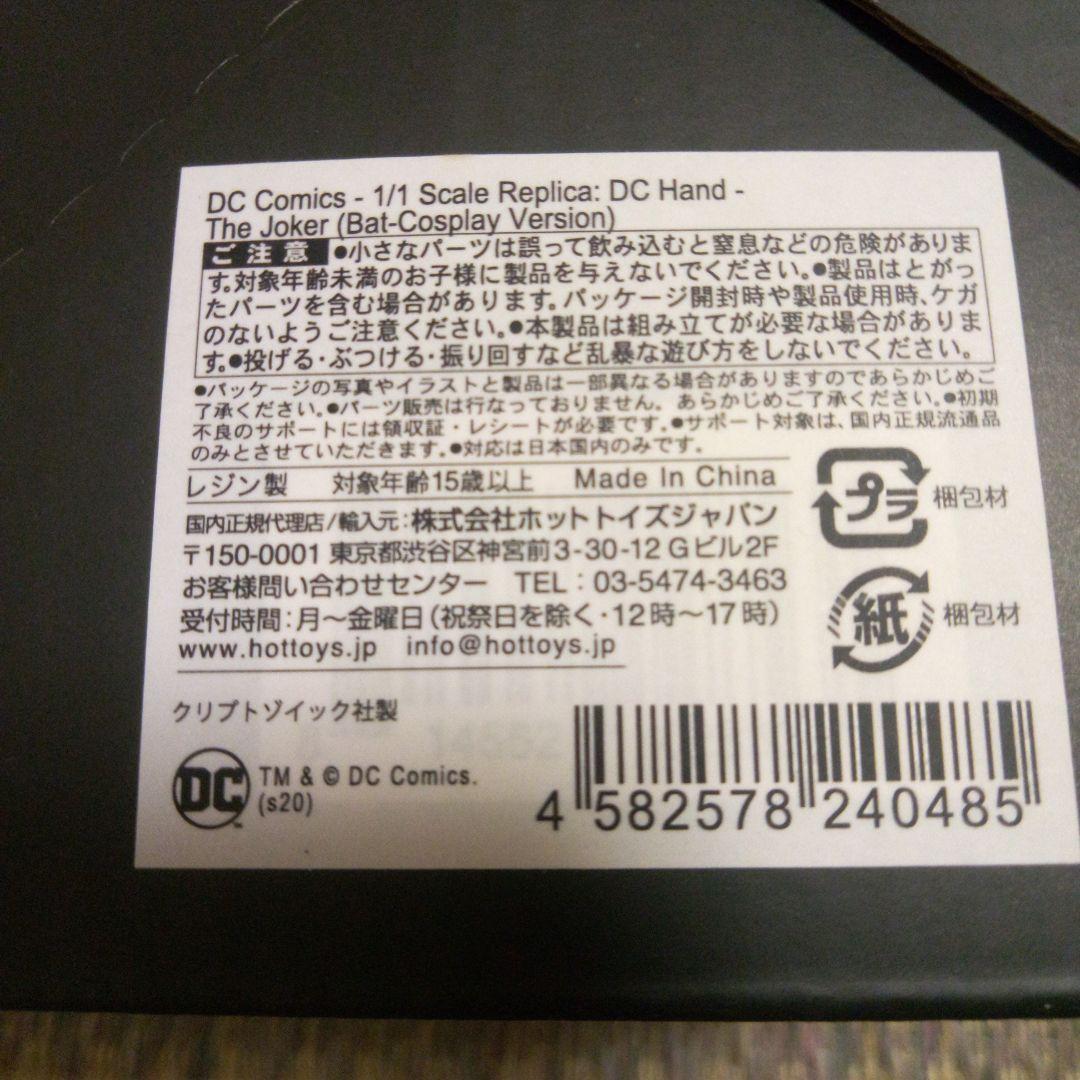 DC Comics - 1/1 Scale Replica: DC Hand -
The Joker (Bat-Cosplay Version)
ご注意 ●小さなパーツは誤って飲み込むと窒息などの危険がありま
す。対象年齢未満のお子様に製品を与えないでください。●製品はとがっ
たパーツを含む場合があります。パッケージ開封時や製品使用時、ケガ
のないようご注意ください。●本製品は組み立てが必要な場合がありま
す。●投げる・ぶつける・振り回すなど乱暴な遊び方をしないでください。
●パッケージの写真やイラストと製品は一部異なる場合がありますのであらかじめご
了承ください。●パーツ販売は行なっておりません。あらかじめご了承ください。●初期
不良のサポートには領収証・レシートが必要です。●サポート対象は、国内正規流通品
のみとさせていただきます。●対応は日本国内のみです。
レジン製 対象年齢15歳以上 Made In China
国内正規代理店/輸入元：株式会社ホットトイズジャパン
〒150-0001 東京都渋谷区神宮前3-30-12 Gビル2F
お客様問い合わせセンター TEL：03-5474-3463
受付時間：月～金曜日（祝祭日を除く・12時～17時）
www.hottoys.jp info@hottoys.jp
プラ 梱包材
紙 梱包材
クリプトゾイック社製
DC TM & © DC Comics.
(s20)
4 582578 240485